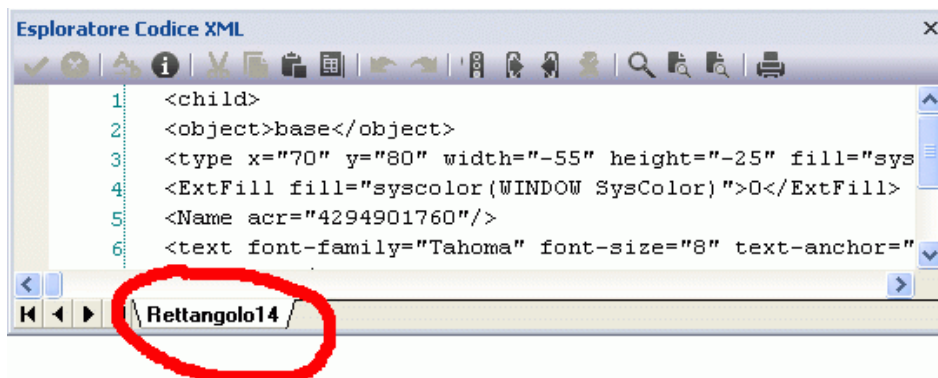 Esploratore Codice XML
1 <child>
2 <object>base</object>
3 <type x="70" y="80" width="-55" height="-25" fill="sys
4 <ExtFill fill="syscolor(WINDOW SysColor)">0</ExtFill>
5 <Name acr="4294901760"/>
6 <text font-family="Tahoma" font-size="8" text-anchor="
Rettangolo14